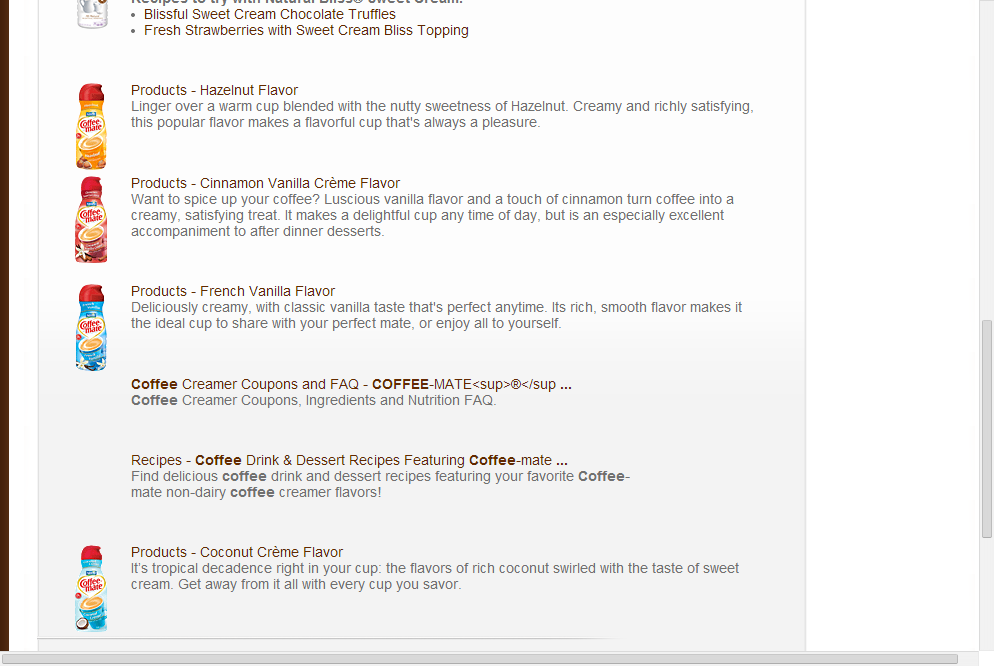 Recipes to try with Natural Bliss® Sweet Cream:
• Blissful Sweet Cream Chocolate Truffles
• Fresh Strawberries with Sweet Cream Bliss Topping
Products - Hazelnut Flavor
Linger over a warm cup blended with the nutty sweetness of Hazelnut. Creamy and richly satisfying,
this popular flavor makes a flavorful cup that's always a pleasure.
Coffee
mate
Products - Cinnamon Vanilla Crème Flavor
Want to spice up your coffee? Luscious vanilla flavor and a touch of cinnamon turn coffee into a
creamy, satisfying treat. It makes a delightful cup any time of day, but is an especially excellent
accompaniment to after dinner desserts.
Coffee
mate
Products - French Vanilla Flavor
Deliciously creamy, with classic vanilla taste that's perfect anytime. Its rich, smooth flavor makes it
the ideal cup to share with your perfect mate, or enjoy all to yourself.
Coffee
mate
Coffee Creamer Coupons and FAQ - COFFEE-MATE<sup>®</sup ...
Coffee Creamer Coupons, Ingredients and Nutrition FAQ.
Recipes - Coffee Drink & Dessert Recipes Featuring Coffee-mate ...
Find delicious coffee drink and dessert recipes featuring your favorite Coffee-
mate non-dairy coffee creamer flavors!
Products - Coconut Crème Flavor
It's tropical decadence right in your cup: the flavors of rich coconut swirled with the taste of sweet
cream. Get away from it all with every cup you savor.
Coffee
mate